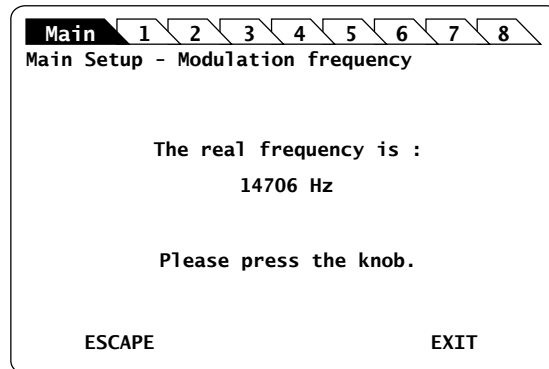 Main 1 2 3 4 5 6 7 8
Main Setup - Modulation frequency
The real frequency is :
14706 Hz
Please press the knob.
ESCAPE EXIT